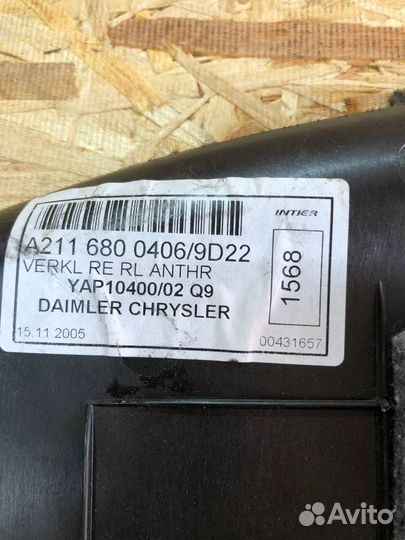 INTIER
A211 680 0406/9D22
VERKL RE RL ANTHR
YAP10400/02 Q9
DAIMLER CHRYSLER
1568
15.11.2005
00431657
Avito